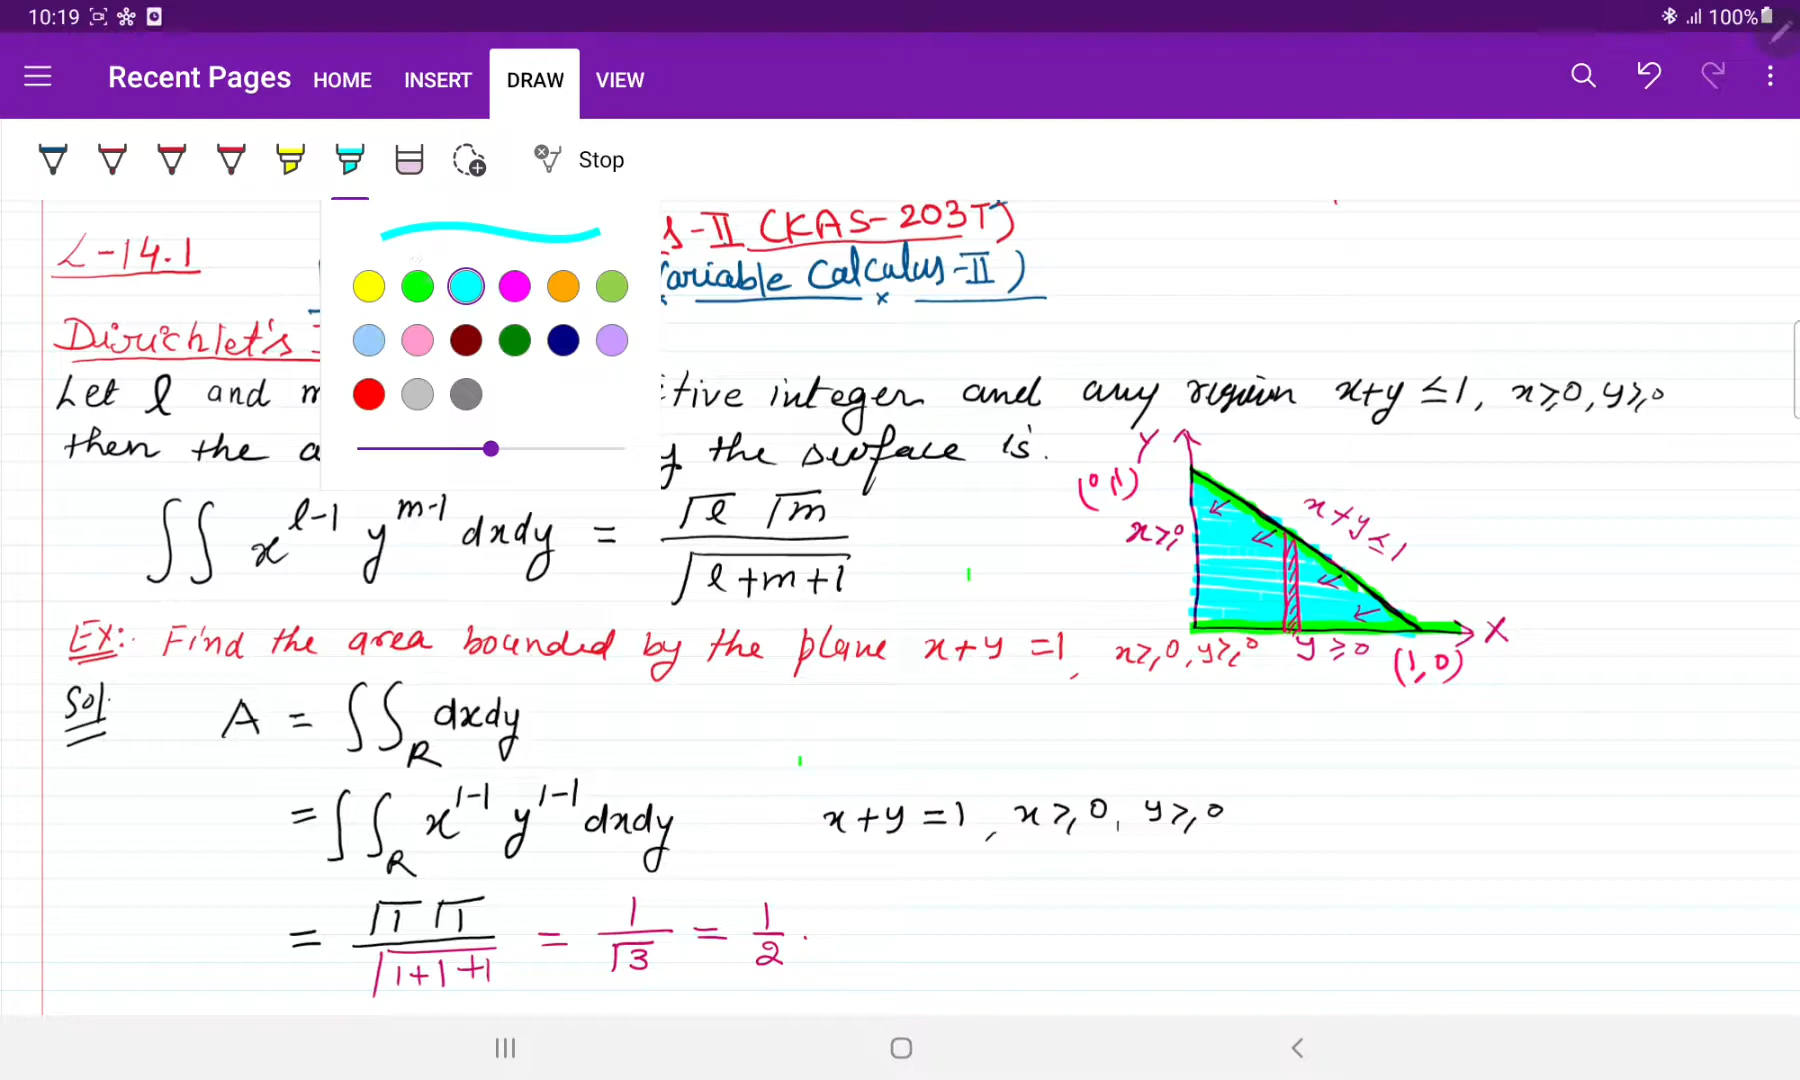 10:19 100%
Recent Pages HOME INSERT DRAW VIEW
Stop
-II (KAS-203T)
L-14.1
ariable Calculus-II)
Dirichlet's
Let l and m tive integer and any region x+y ≤1, x≥0, y≥0
then the a y the surface is.
∫∫ x^{l-1} y^{m-1} dxdy = Γl Γm / Γl+m+1
Y
(0,1)
x≥0
x+y≤1
X
y≥0
(1,0)
EX:. Find the area bounded by the plane x+y=1, x≥0, y≥0
Sol.
A = ∫∫_R dxdy
= ∫∫_R x^{1-1} y^{1-1} dxdy x+y=1, x≥0, y≥0
= Γ1 Γ1 / Γ1+1+1 = 1/Γ3 = 1/2.